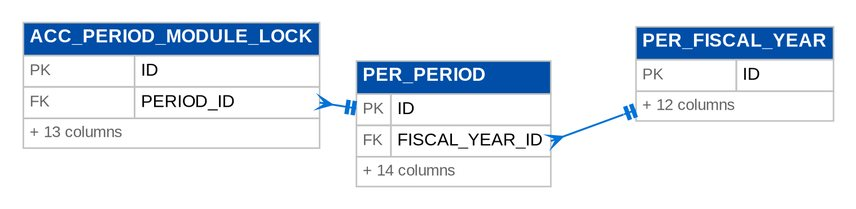 ACC_PERIOD_MODULE_LOCK
PK ID
FK PERIOD_ID
+ 13 columns
PER_PERIOD
PK ID
FK FISCAL_YEAR_ID
+ 14 columns
PER_FISCAL_YEAR
PK ID
+ 12 columns